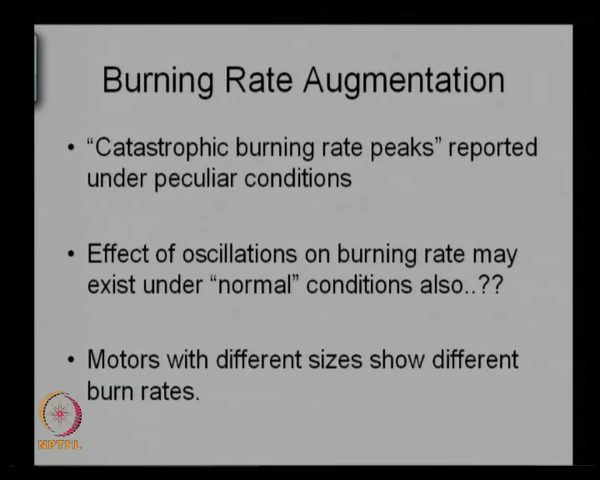 Burning Rate Augmentation
• “Catastrophic burning rate peaks” reported
under peculiar conditions
• Effect of oscillations on burning rate may
exist under “normal” conditions also..??
• Motors with different sizes show different
burn rates.
NPTEL